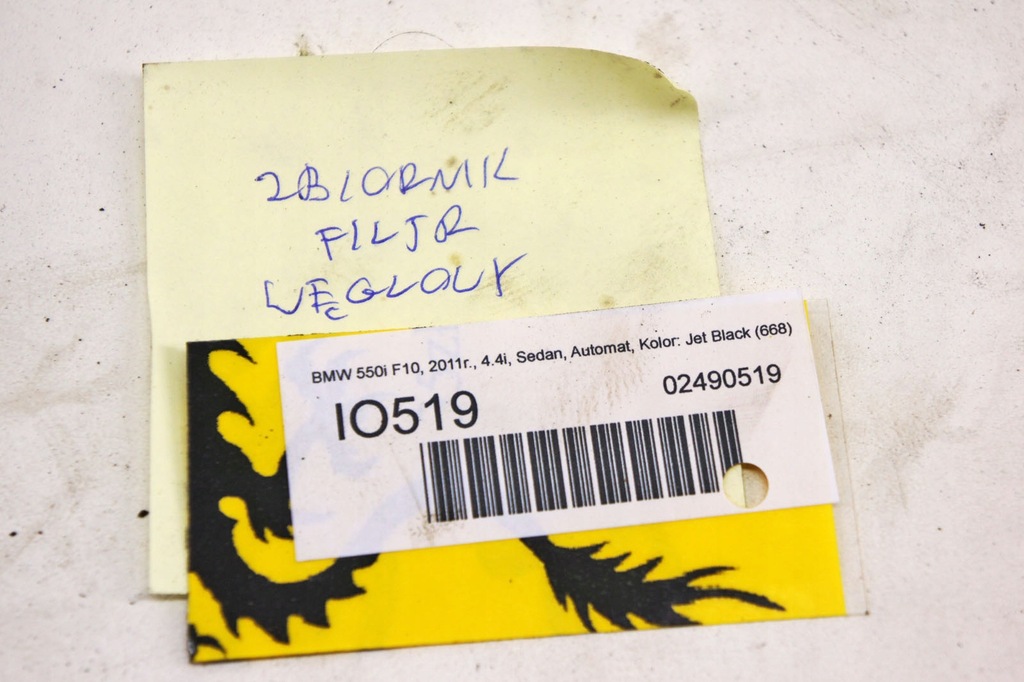 ZBIORNIK
FILTR
WĘGLOWY
BMW 550i F10, 2011r., 4.4i, Sedan, Automat, Kolor: Jet Black (668)
IO519
02490519